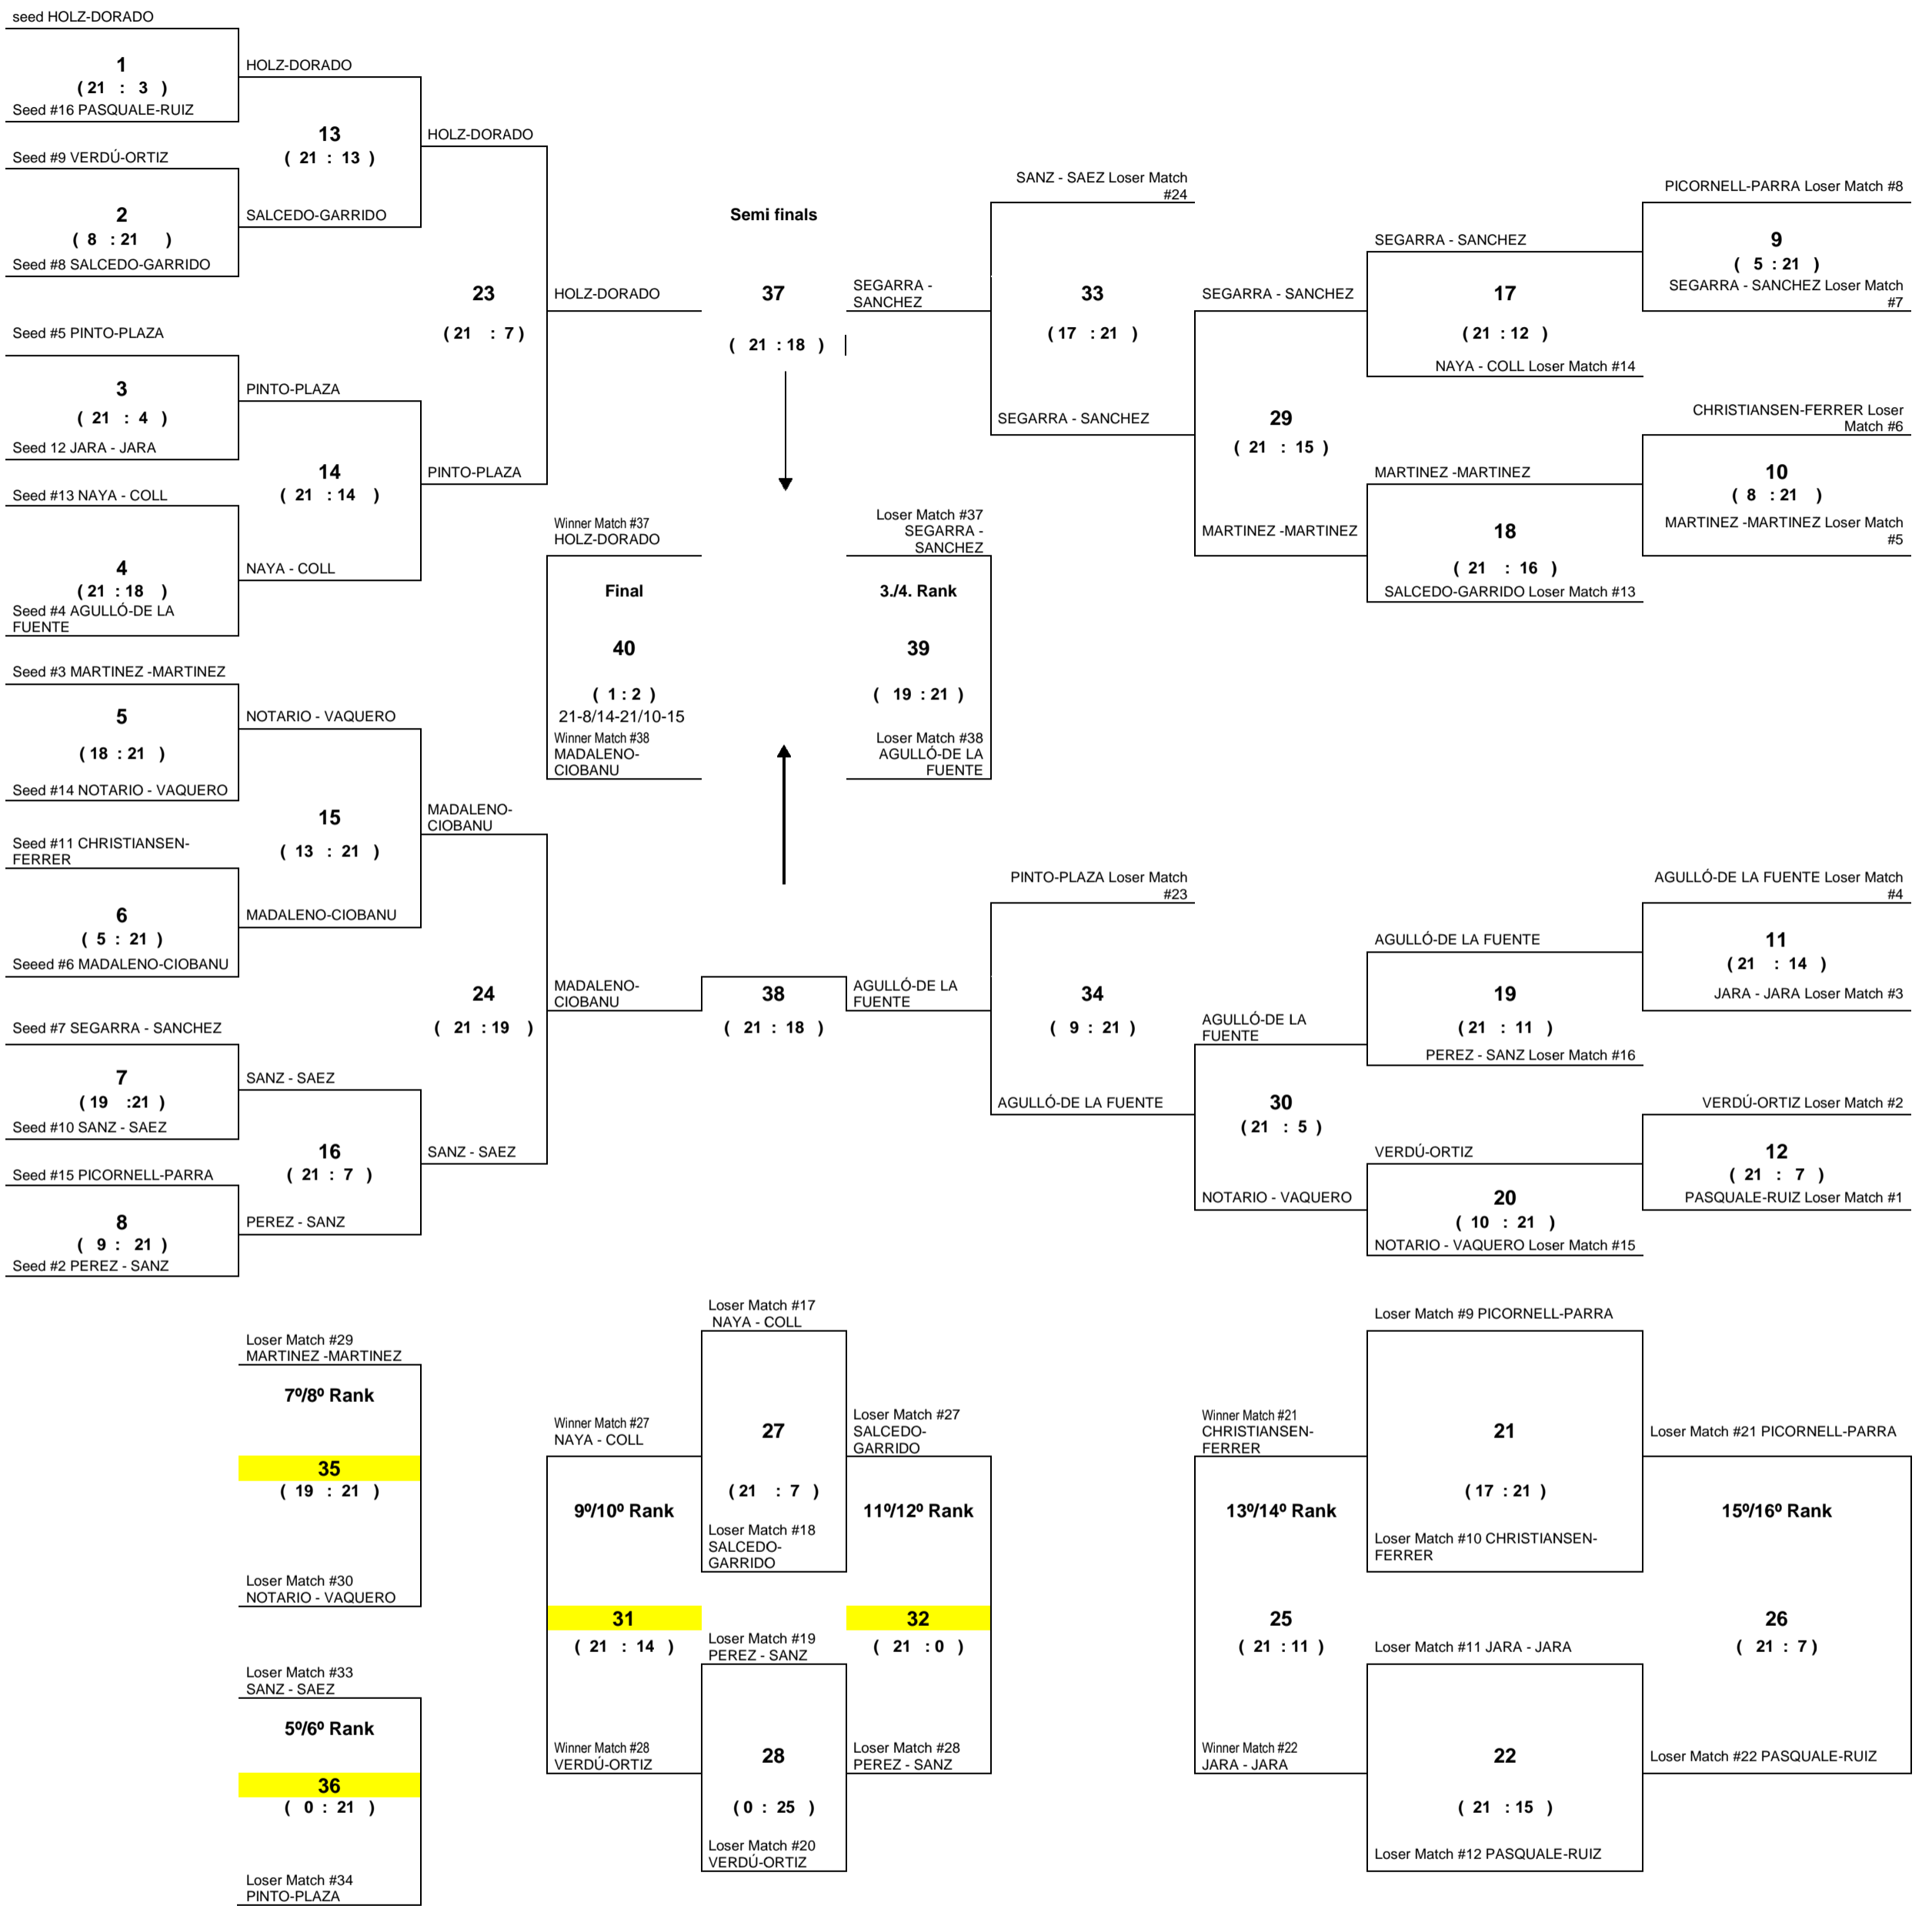 seed HOLZ-DORADO
1
( 21 : 3 )
Seed #16 PASQUALE-RUIZ
Seed #9 VERDÚ-ORTIZ
2
( 8 : 21 )
Seed #8 SALCEDO-GARRIDO
Seed #5 PINTO-PLAZA
3
( 21 : 4 )
Seed 12 JARA - JARA
Seed #13 NAYA - COLL
4
( 21 : 18 )
Seed #4 AGULLÓ-DE LA
FUENTE
Seed #3 MARTINEZ -MARTINEZ
5
( 18 : 21 )
Seed #14 NOTARIO - VAQUERO
Seed #11 CHRISTIANSEN-
FERRER
6
( 5 : 21 )
Seeed #6 MADALENO-CIOBANU
Seed #7 SEGARRA - SANCHEZ
7
( 19 :21 )
Seed #10 SANZ - SAEZ
Seed #15 PICORNELL-PARRA
8
( 9 : 21 )
Seed #2 PEREZ - SANZ
HOLZ-DORADO
13
( 21 : 13 )
SALCEDO-GARRIDO
PINTO-PLAZA
14
( 21 : 14 )
NAYA - COLL
NOTARIO - VAQUERO
15
( 13 : 21 )
MADALENO-CIOBANU
SANZ - SAEZ
16
( 21 : 7 )
PEREZ - SANZ
HOLZ-DORADO
23
( 21 : 7 )
PINTO-PLAZA
MADALENO-
CIOBANU
24
( 21 : 19 )
SANZ - SAEZ
Semi finals
HOLZ-DORADO
37
( 21 : 18 )
SEGARRA -
SANCHEZ
Winner Match #37
HOLZ-DORADO
Final
40
( 1 : 2 )
21-8/14-21/10-15
Winner Match #38
MADALENO-
CIOBANU
Loser Match #37
SEGARRA -
SANCHEZ
3./4. Rank
39
( 19 : 21 )
Loser Match #38
AGULLÓ-DE LA
FUENTE
MADALENO-
CIOBANU
38
( 21 : 18 )
AGULLÓ-DE LA
FUENTE
SANZ - SAEZ Loser Match
#24
33
( 17 : 21 )
SEGARRA - SANCHEZ
SEGARRA - SANCHEZ
29
( 21 : 15 )
MARTINEZ -MARTINEZ
SEGARRA - SANCHEZ
17
( 21 : 12 )
NAYA - COLL Loser Match #14
MARTINEZ -MARTINEZ
18
( 21 : 16 )
SALCEDO-GARRIDO Loser Match #13
PICORNELL-PARRA Loser Match #8
9
( 5 : 21 )
SEGARRA - SANCHEZ Loser Match
#7
CHRISTIANSEN-FERRER Loser
Match #6
10
( 8 : 21 )
MARTINEZ -MARTINEZ Loser Match
#5
PINTO-PLAZA Loser Match
#23
34
( 9 : 21 )
AGULLÓ-DE LA FUENTE
AGULLÓ-DE LA
FUENTE
30
( 21 : 5 )
NOTARIO - VAQUERO
AGULLÓ-DE LA FUENTE
19
( 21 : 11 )
PEREZ - SANZ Loser Match #16
VERDÚ-ORTIZ
20
( 10 : 21 )
NOTARIO - VAQUERO Loser Match #15
AGULLÓ-DE LA FUENTE Loser Match
#4
11
( 21 : 14 )
JARA - JARA Loser Match #3
VERDÚ-ORTIZ Loser Match #2
12
( 21 : 7 )
PASQUALE-RUIZ Loser Match #1
Loser Match #29
MARTINEZ -MARTINEZ
7º/8º Rank
35
( 19 : 21 )
Loser Match #30
NOTARIO - VAQUERO
Loser Match #33
SANZ - SAEZ
5º/6º Rank
36
( 0 : 21 )
Loser Match #34
PINTO-PLAZA
Winner Match #27
NAYA - COLL
9º/10º Rank
31
( 21 : 14 )
Winner Match #28
VERDÚ-ORTIZ
Loser Match #17
NAYA - COLL
27
( 21 : 7 )
Loser Match #18
SALCEDO-
GARRIDO
Loser Match #19
PEREZ - SANZ
28
( 0 : 25 )
Loser Match #20
VERDÚ-ORTIZ
Loser Match #27
SALCEDO-
GARRIDO
11º/12º Rank
32
( 21 : 0 )
Loser Match #28
PEREZ - SANZ
Winner Match #21
CHRISTIANSEN-
FERRER
13º/14º Rank
25
( 21 : 11 )
Winner Match #22
JARA - JARA
Loser Match #9 PICORNELL-PARRA
21
( 17 : 21 )
Loser Match #10 CHRISTIANSEN-
FERRER
Loser Match #11 JARA - JARA
22
( 21 : 15 )
Loser Match #12 PASQUALE-RUIZ
Loser Match #21 PICORNELL-PARRA
15º/16º Rank
26
( 21 : 7 )
Loser Match #22 PASQUALE-RUIZ